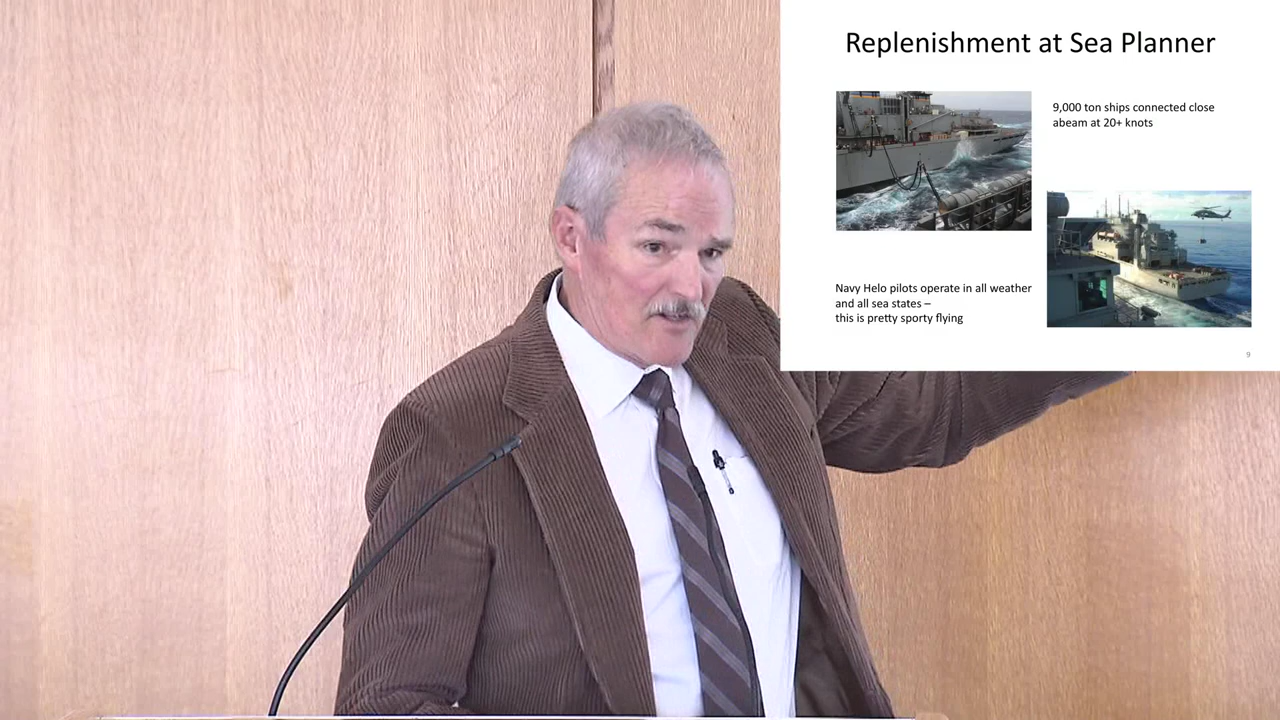 Replenishment at Sea Planner
9,000 ton ships connected close
abeam at 20+ knots
Navy Helo pilots operate in all weather
and all sea states –
this is pretty sporty flying
9